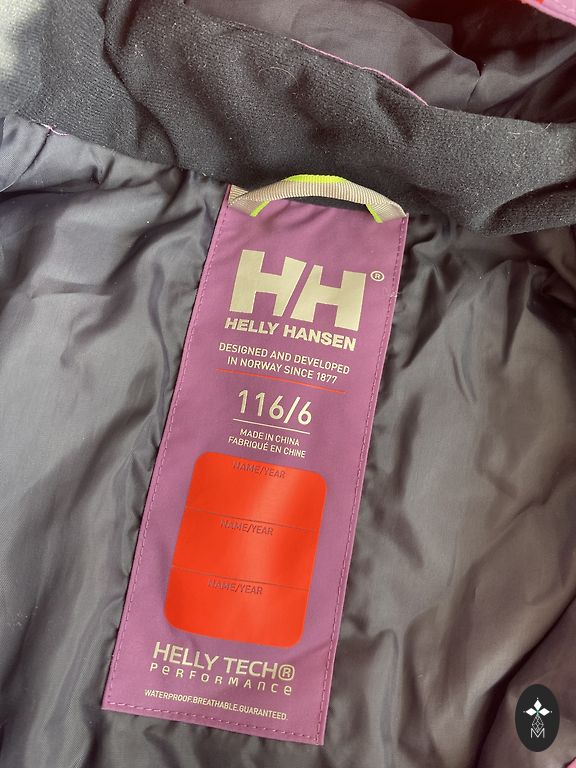 HH®
HELLY HANSEN
DESIGNED AND DEVELOPED
IN NORWAY SINCE 1877
116/6
MADE IN CHINA
FABRIQUÉ EN CHINE
NAME/YEAR
NAME/YEAR
NAME/YEAR
HELLY TECH®
PERFORMANCE
WATERPROOF.BREATHABLE.GUARANTEED.
M